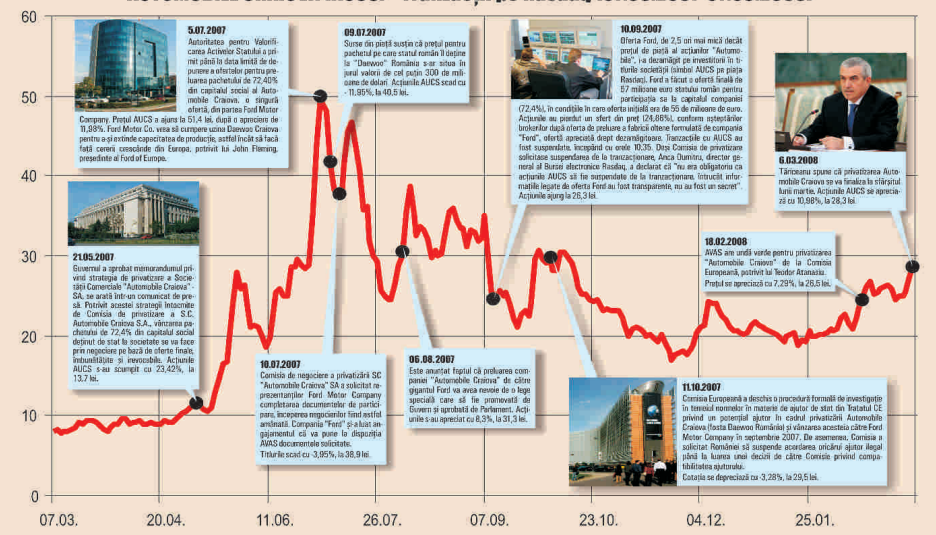 60
50
40
30
20
10
0
5.07.2007
Autoritatea pentru Valorifi-
carea Activelor Statului a pri-
mit până la data limită de de-
punere a ofertelor pentru pre-
luarea pachetului de 72,40%
din capitalul social al Auto-
mobile Craiova, o singură
ofertă, din partea Ford Motor
Company. Prețul AUCS a ajuns la 51,4 lei, după o apreciere de
11,98%. Ford Motor Co. vrea să cumpere uzina Daewoo Craiova
pentru a-și extinde capacitatea de producție, astfel încât să facă
față cererii crescânde din Europa, potrivit lui John Fleming,
președinte al Ford of Europe.
09.07.2007
Surse din piață susțin că prețul pentru
pachetul pe care statul român îl deține
la "Daewoo" România s-ar situa în
jurul valorii de cel puțin 300 de mili-
oane de dolari. Acțiunile AUCS scad cu
- 11,95%, la 40,5 lei.
10.09.2007
Oferta Ford, de 2,5 ori mai mică decât
prețul de piață al acțiunilor "Automo-
bile", i-a dezamăgit pe investitorii în ti-
tlurile societății (simbol AUCS pe piața
Rasdaq). Ford a făcut o ofertă finală de
57 milioane euro statului român pentru
participația sa la capitalul companiei
(72,4%), în condițiile în care oferta inițială era de 55 de milioane de euro.
Acțiunile au pierdut un sfert din preț (24,86%), conform așteptărilor
brokerilor după oferta de preluare a fabricii oltene formulată de compania
"Ford", ofertă apreciată drept dezamăgitoare. Tranzacțiile cu AUCS au
fost suspendate, începând cu orele 10.35. Deși Comisia de privatizare
solicitase suspendarea de la tranzacționare, Anca Dumitru, director gene-
ral al Bursei electronice Rasdaq, a declarat că "nu era obligatoriu ca
acțiunile AUCS să fie suspendate de la tranzacționare, întrucât infor-
mațiile legate de oferta Ford au fost transparente, nu au fost un secret".
Acțiunile ajung la 26,3 lei.
6.03.2008
Tăriceanu spune că privatizarea Auto-
mobile Craiova se va finaliza la sfârșitul
lunii martie. Acțiunile AUCS se aprecia-
ză cu 10,98%, la 28,3 lei.
21.05.2007
Guvernul a aprobat memorandumul pri-
vind strategia de privatizare a Socie-
tății Comerciale "Automobile Craiova" -
SA, se arată într-un comunicat de pre-
să. Potrivit acestei strategii întocmite
de Comisia de privatizare a S.C.
Automobile Craiova S.A., vânzarea pa-
chetului de 72,4% din capitalul social
deținut de stat la societate se va face
prin negociere pe bază de oferte finale,
îmbunătățite și irevocabile. Acțiunile
AUCS s-au scumpit cu 23,42%, la
13,7 lei.
18.02.2008
AVAS are undă verde pentru privatizarea
"Automobile Craiova" de la Comisia
Europeană, potrivit lui Teodor Atanasiu.
Prețul se apreciază cu 7,29%, la 26,5 lei.
10.07.2007
Comisia de negociere a privatizării SC
"Automobile Craiova" SA a solicitat re-
prezentanților Ford Motor Company
completarea documentelor de partici-
pare, începerea negocierilor fiind astfel
amânată. Compania "Ford" și-a luat an-
gajamentul că va pune la dispoziția
AVAS documentele solicitate.
Titlurile scad cu -3,95%, la 38,9 lei.
06.08.2007
Este anunțat faptul că preluarea com-
paniei "Automobile Craiova" de către
gigantul Ford va avea nevoie de o lege
specială care să fie promovată de
Guvern și aprobată de Parlament. Acți-
unile s-au apreciat cu 8,3%, la 31,3 lei.
11.10.2007
Comisia Europeană a deschis o procedură formală de investigație
în temeiul normelor în materie de ajutor de stat din Tratatul CE
privind un potențial ajutor în cadrul privatizării Automobile
Craiova (fosta Daewoo România) și vânzarea acesteia către Ford
Motor Company în septembrie 2007. De asemenea, Comisia a
solicitat României să suspende acordarea oricărui ajutor ilegal
până la luarea unei decizii de către Comisie privind compa-
tibilitatea ajutorului.
Cotația se depreciază cu -3,28%, la 29,5 lei.
07.03.
20.04.
11.06.
26.07.
07.09.
23.10.
04.12.
25.01.